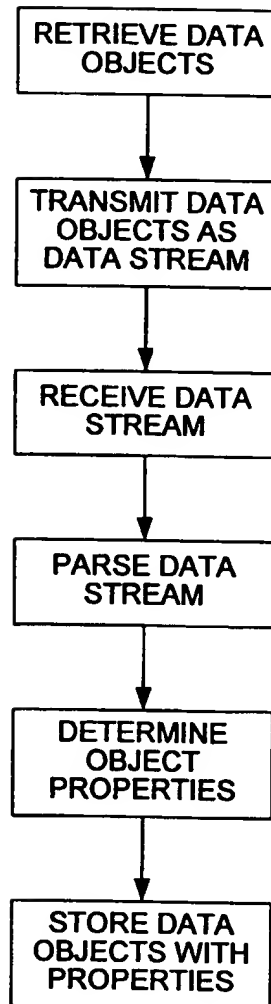 RETRIEVE DATA
OBJECTS
TRANSMIT DATA
OBJECTS AS
DATA STREAM
RECEIVE DATA
STREAM
PARSE DATA
STREAM
DETERMINE
OBJECT
PROPERTIES
STORE DATA
OBJECTS WITH
PROPERTIES